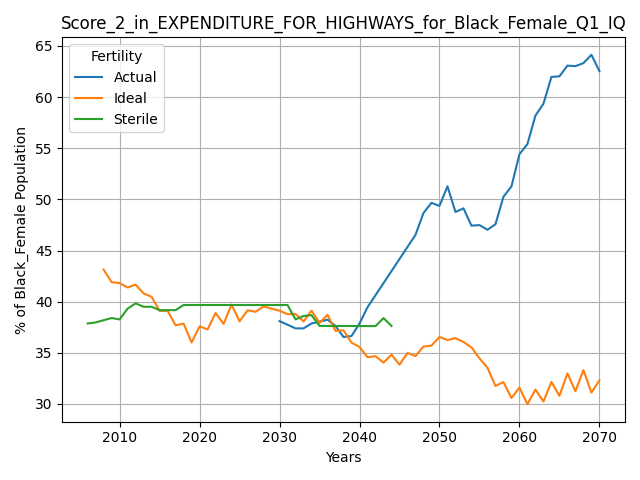 Score_2_in_EXPENDITURE_FOR_HIGHWAYS_for_Black_Female_Q1_IQ
Fertility
Actual
Ideal
Sterile
% of Black_Female Population
65
60
55
50
45
40
35
30
2010
2020
2030
2040
2050
2060
2070
Years